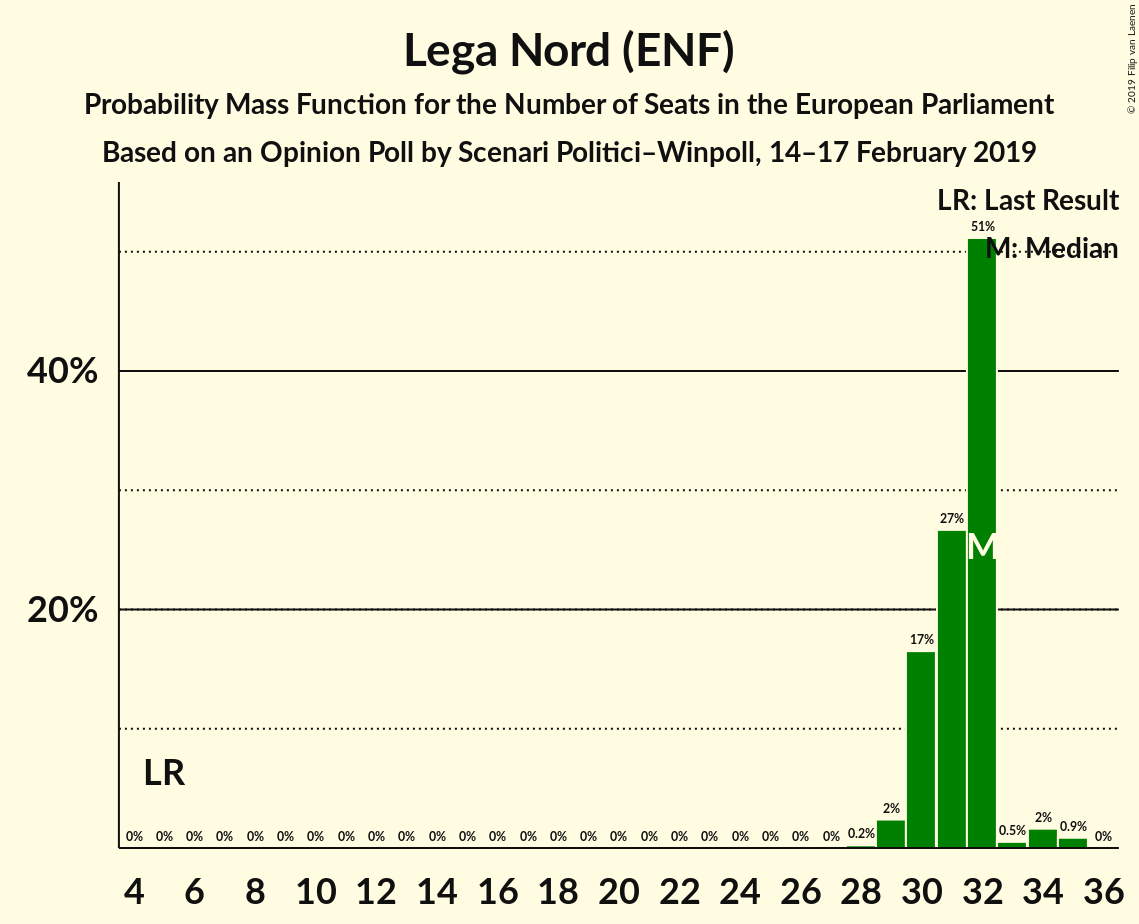 Lega Nord (ENF)
Probability Mass Function for the Number of Seats in the European Parliament
Based on an Opinion Poll by Scenari Politici–Winpoll, 14–17 February 2019
© 2019 Filip van Laenen
LR: Last Result
M: Median
51%
40%
27%
M
20%
17%
LR
0% 0% 0% 0% 0% 0% 0% 0% 0% 0% 0% 0% 0% 0% 0% 0% 0% 0% 0% 0% 0% 0% 0% 0% 0.2% 2% 0.5% 2% 0.9% 0%
4 6 8 10 12 14 16 18 20 22 24 26 28 30 32 34 36